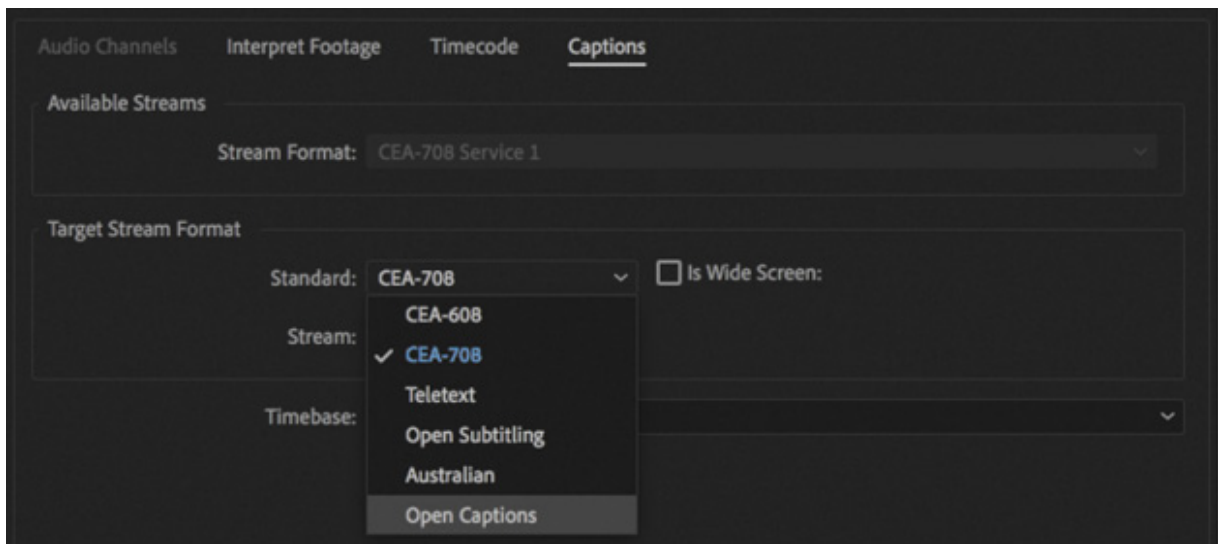 Audio Channels Interpret Footage Timecode Captions
Available Streams
Stream Format: CEA-708 Service 1
Target Stream Format
Standard: CEA-708 Is Wide Screen:
CEA-608
Stream:
CEA-708
Teletext
Timebase:
Open Subtitling
Australian
Open Captions